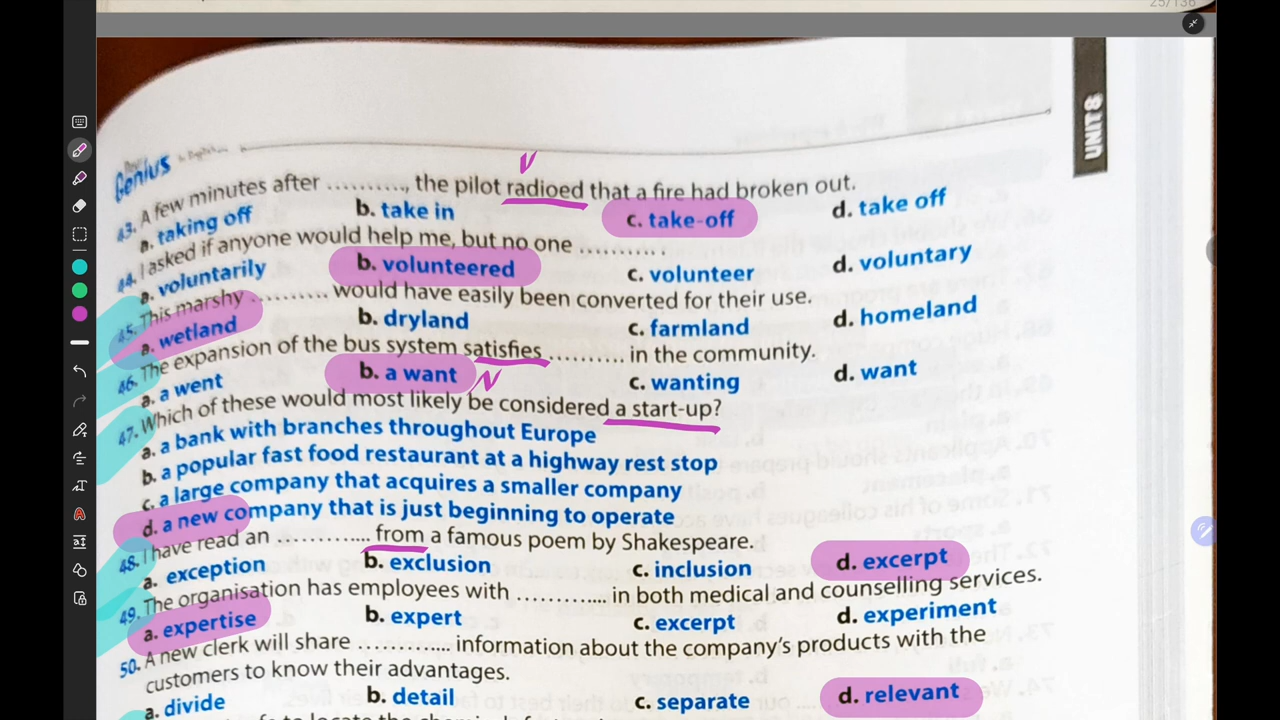 25/136
UNIT 8
Genius
43. A few minutes after .........., the pilot radioed that a fire had broken out.
a. taking off b. take in c. take-off d. take off
44. I asked if anyone would help me, but no one .......... .
a. voluntarily b. volunteered c. volunteer d. voluntary
45. This marshy .......... would have easily been converted for their use.
a. wetland b. dryland c. farmland d. homeland
46. The expansion of the bus system satisfies .......... in the community.
a. a went b. a want c. wanting d. want
N
47. Which of these would most likely be considered a start-up?
a. a bank with branches throughout Europe
b. a popular fast food restaurant at a highway rest stop
c. a large company that acquires a smaller company
d. a new company that is just beginning to operate
48. I have read an .............. from a famous poem by Shakespeare.
a. exception b. exclusion c. inclusion d. excerpt
49. The organisation has employees with .............. in both medical and counselling services.
a. expertise b. expert c. excerpt d. experiment
50. A new clerk will share .............. information about the company's products with the
customers to know their advantages.
a. divide b. detail c. separate d. relevant